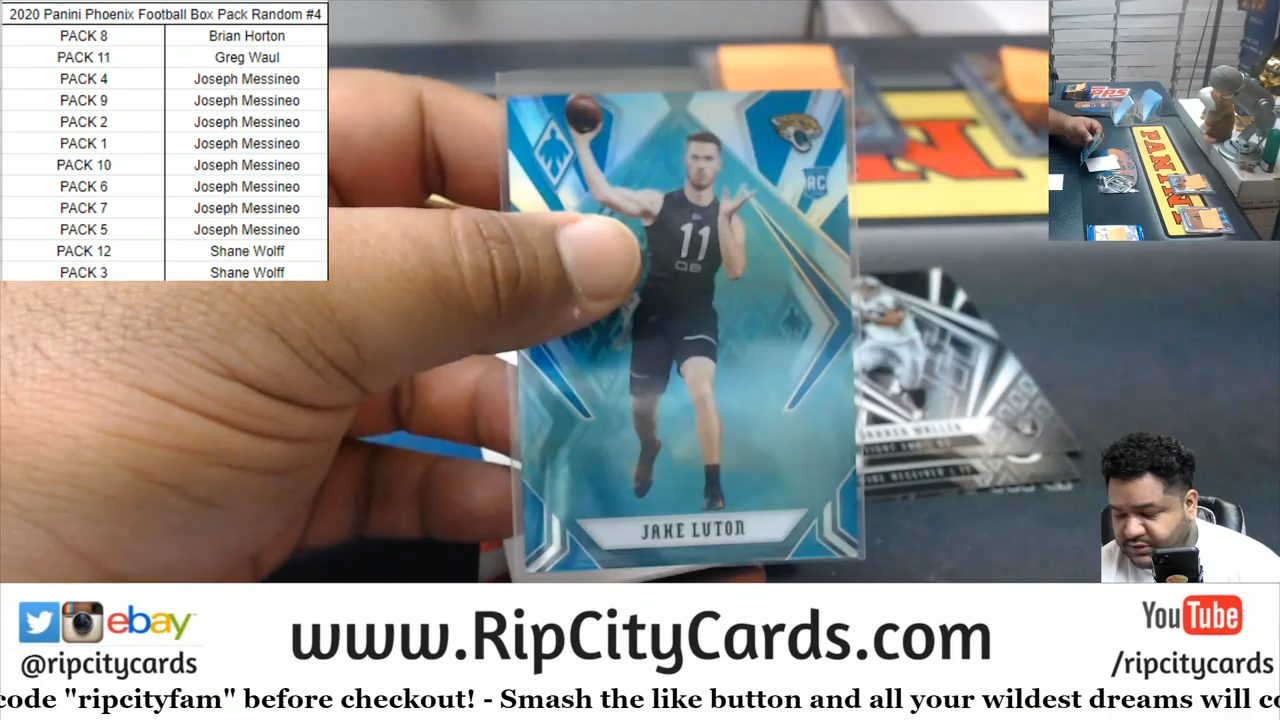 2020 Panini Phoenix Football Box Pack Random #4
PACK 8 Brian Horton
PACK 11 Greg Waul
PACK 4 Joseph Messineo
PACK 9 Joseph Messineo
PACK 2 Joseph Messineo
PACK 1 Joseph Messineo
PACK 10 Joseph Messineo
PACK 6 Joseph Messineo
PACK 7 Joseph Messineo
PACK 5 Joseph Messineo
PACK 12 Shane Wolff
PACK 3 Shane Wolff
RC
11
QB
JAKE LUTON
PANINI
WALLER
ebay
@ripcitycards
www.RipCityCards.com
YouTube
/ripcitycards
code "ripcityfam" before checkout! - Smash the like button and all your wildest dreams will